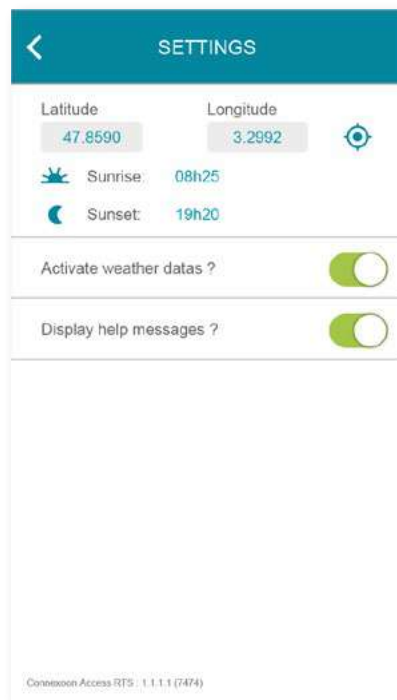 SETTINGS
Latitude Longitude
47.8590 3.2992
Sunrise: 08h25
Sunset: 19h20
Activate weather datas ?
Display help messages ?
Connexoon Access RTS : 1.1.1.1 (7474)